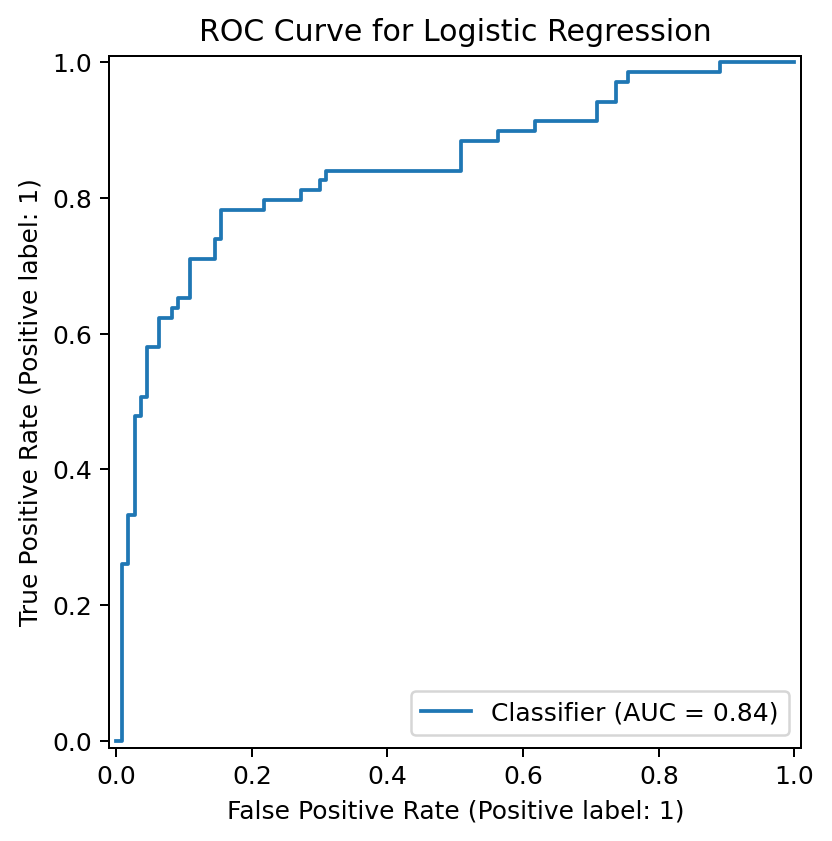 ROC Curve for Logistic Regression
True Positive Rate (Positive label: 1)
1.0
0.8
0.6
0.4
0.2
0.0
Classifier (AUC = 0.84)
0.0 0.2 0.4 0.6 0.8 1.0
False Positive Rate (Positive label: 1)